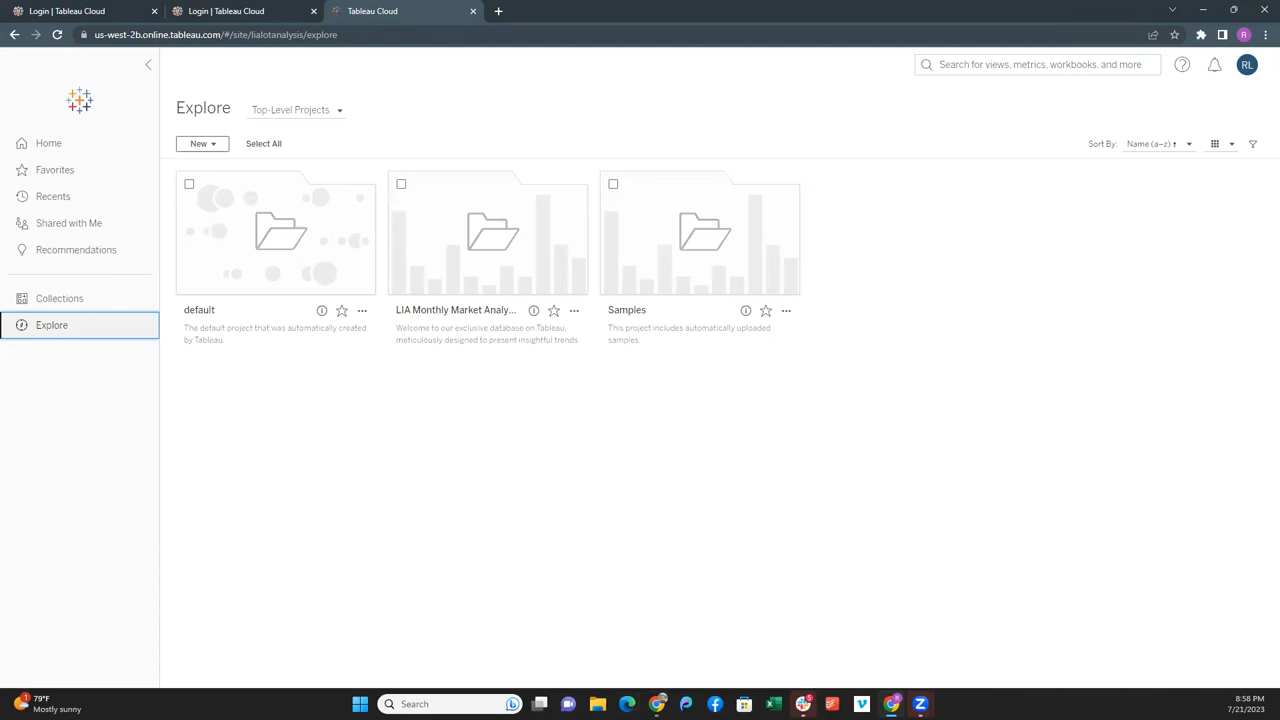 Login | Tableau Cloud
Login | Tableau Cloud
Tableau Cloud
us-west-2b.online.tableau.com/#/site/lialotanalysis/explore
R
Search for views, metrics, workbooks, and more
RL
Home
Favorites
Recents
Shared with Me
Recommendations
Collections
Explore
Explore
Top-Level Projects
New
Select All
Sort By:
Name (a–z)
default
The default project that was automatically created
by Tableau.
LIA Monthly Market Analy...
Welcome to our exclusive database on Tableau,
meticulously designed to present insightful trends
Samples
This project includes automatically uploaded
samples.
1
79°F
Mostly sunny
Search
5
8:58 PM
7/21/2023